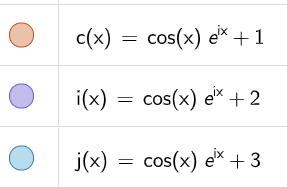 c(x) = cos(x) e^ix + 1
i(x) = cos(x) e^ix + 2
j(x) = cos(x) e^ix + 3